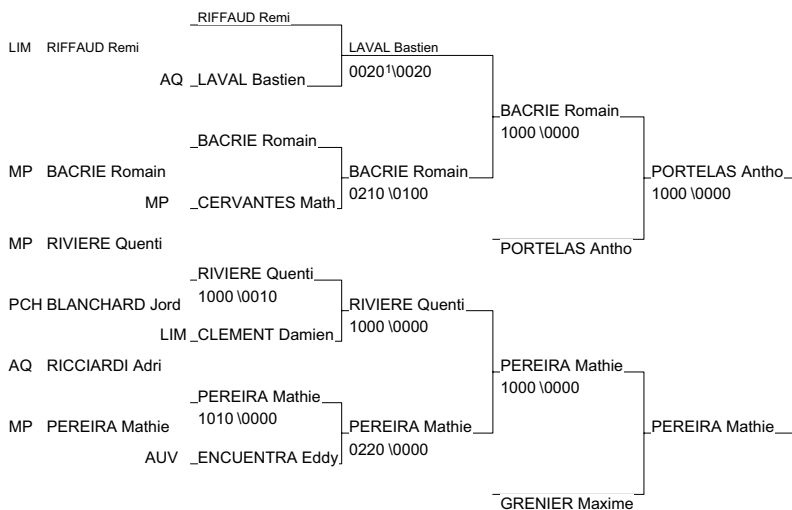 RIFFAUD Remi
LIM RIFFAUD Remi LAVAL Bastien
0020¹\0020
AQ LAVAL Bastien
BACRIE Romain
1000 \0000
BACRIE Romain
MP BACRIE Romain BACRIE Romain PORTELAS Antho
0210 \0100 1000 \0000
MP CERVANTES Math
MP RIVIERE Quenti PORTELAS Antho
RIVIERE Quenti
1000 \0010
PCH BLANCHARD Jord RIVIERE Quenti
1000 \0000
LIM CLEMENT Damien
AQ RICCIARDI Adri PEREIRA Mathie
1000 \0000
PEREIRA Mathie
1010 \0000
MP PEREIRA Mathie PEREIRA Mathie PEREIRA Mathie
0220 \0000
AUV ENCUENTRA Eddy
GRENIER Maxime